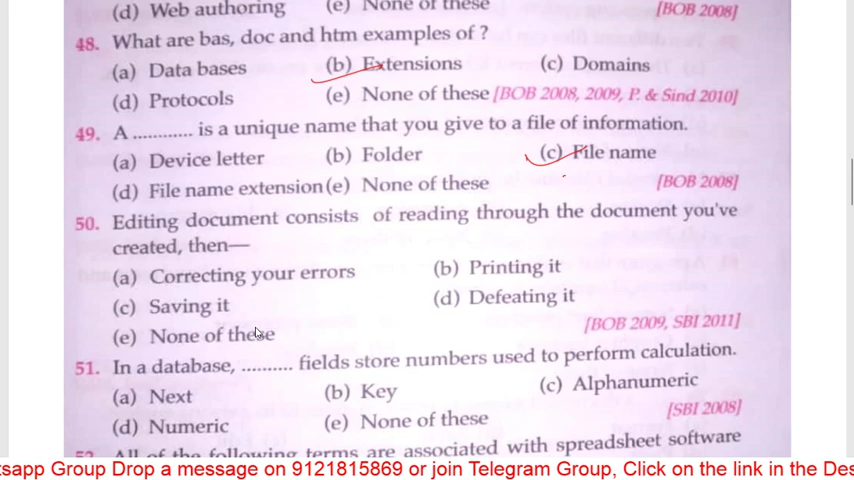 (d) Web authoring (e) None of these [BOB 2008]
48. What are bas, doc and htm examples of ?
(a) Data bases (b) Extensions (c) Domains
(d) Protocols (e) None of these [BOB 2008, 2009, P. & Sind 2010]
49. A ............ is a unique name that you give to a file of information.
(a) Device letter (b) Folder (c) File name
(d) File name extension (e) None of these [BOB 2008]
50. Editing document consists of reading through the document you've
created, then—
(a) Correcting your errors (b) Printing it
(c) Saving it (d) Defeating it
(e) None of these [BOB 2009, SBI 2011]
51. In a database, .......... fields store numbers used to perform calculation.
(a) Next (b) Key (c) Alphanumeric
(d) Numeric (e) None of these [SBI 2008]
52. All of the following terms are associated with spreadsheet software
tsapp Group Drop a message on 9121815869 or join Telegram Group, Click on the link in the Des